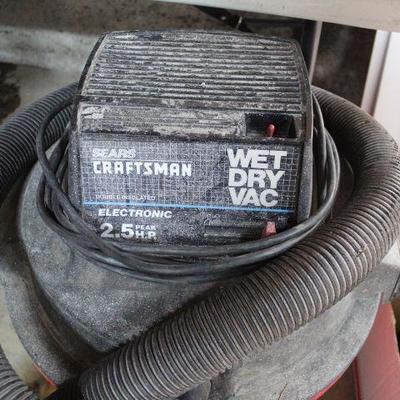 SEARS
CRAFTSMAN
WET
DRY
VAC
DOUBLE INSULATED
ELECTRONIC
2.5 PEAK H.P.